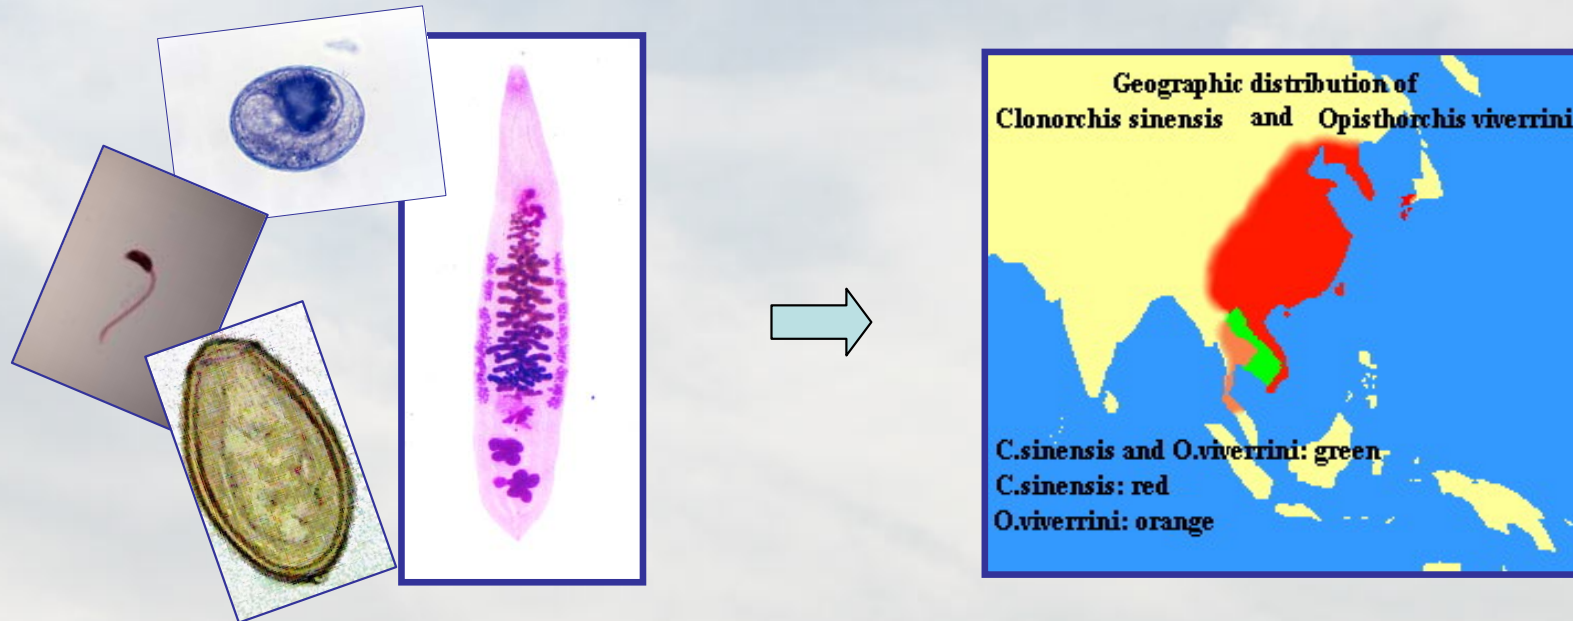 Geographic distribution of
Clonorchis sinensis and Opisthorchis viverrini
C.sinensis and O.viverrini: green
C.sinensis: red
O.viverrini: orange